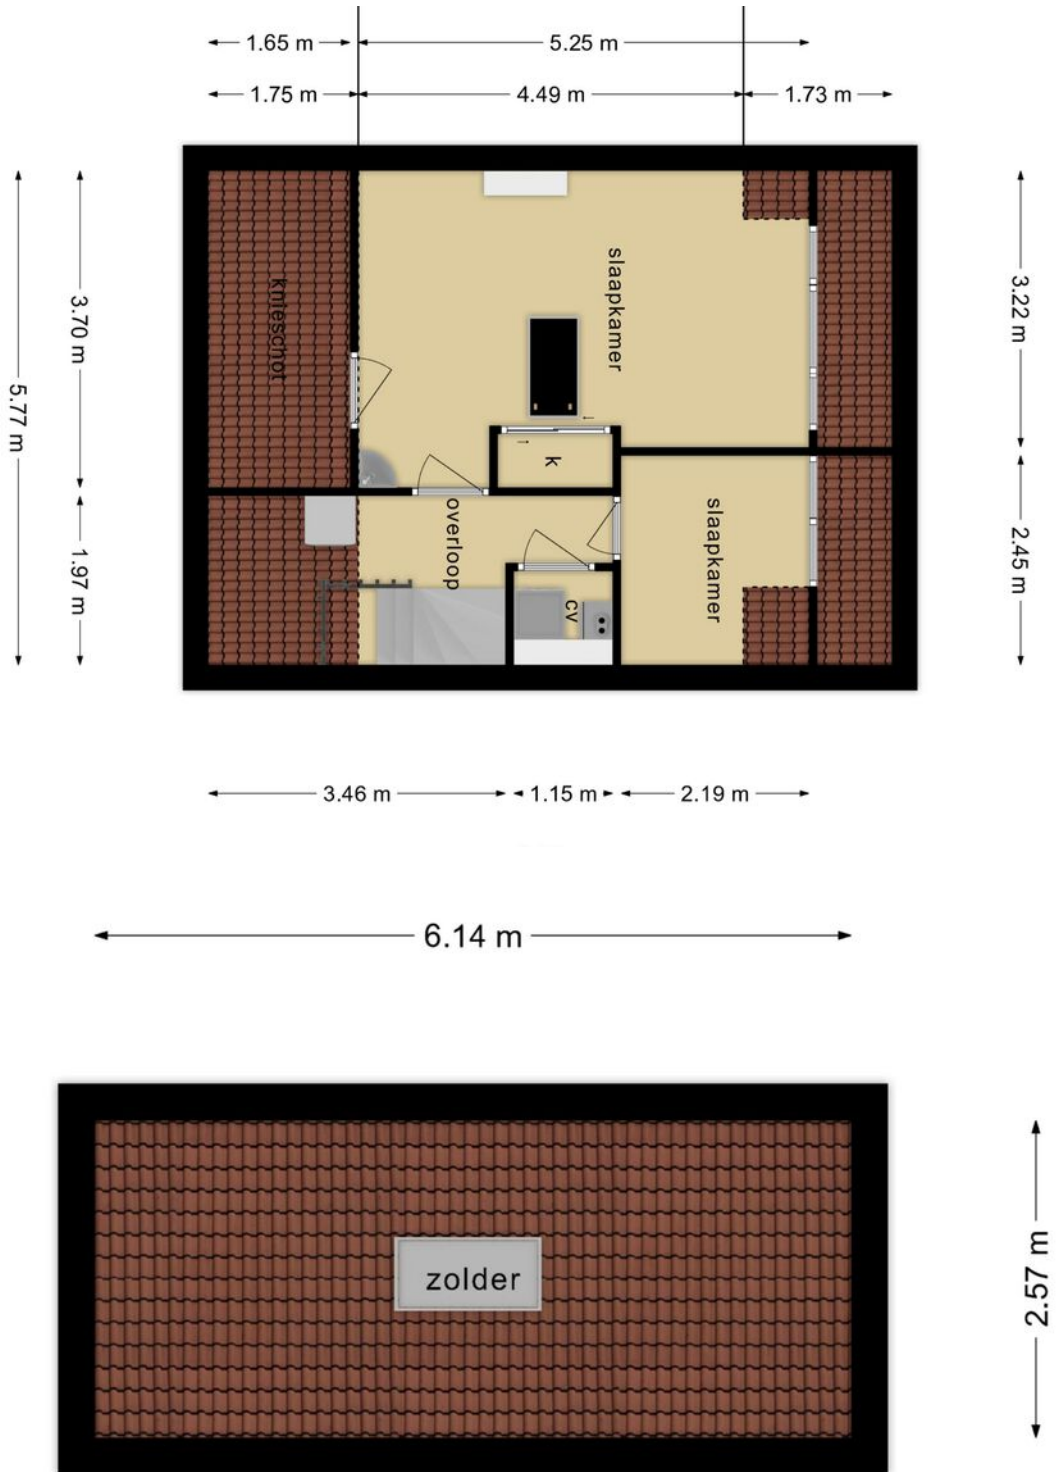 1.65 m
5.25 m
1.75 m
4.49 m
1.73 m
knieschot
slaapkamer
3.70 m
5.77 m
3.22 m
k
overloop
slaapkamer
1.97 m
2.45 m
cv
3.46 m
1.15 m
2.19 m
6.14 m
zolder
2.57 m